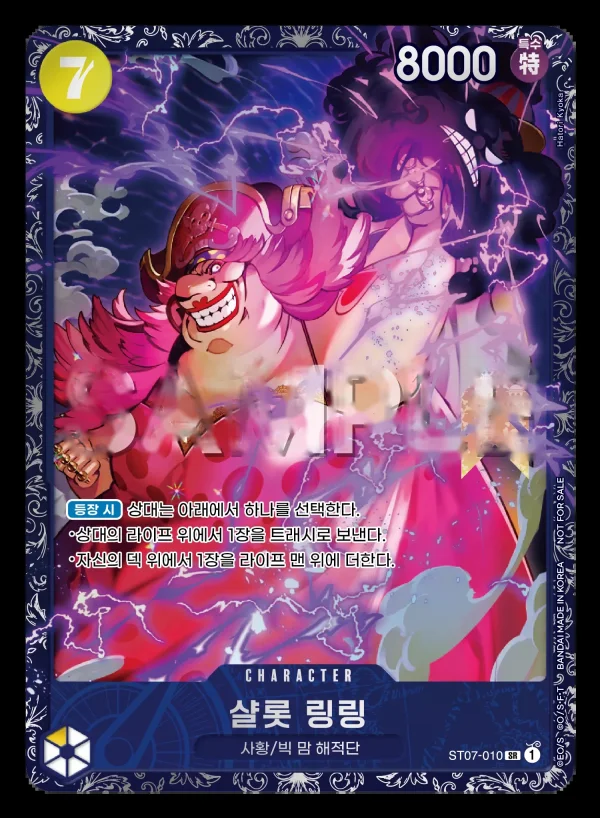 7
8000
특수
特
Hatori Kyoka
SAMPLE
등장 시 상대는 아래에서 하나를 선택한다.
•상대의 라이프 위에서 1장을 트래시로 보낸다.
•자신의 덱 위에서 1장을 라이프 맨 위에 더한다.
CHARACTER
샬롯 링링
사황/빅 맘 해적단
ST07-010 SR 1
©E.O./S. ©O./S.F-T BANDAI MADE IN KOREA NOT FOR SALE